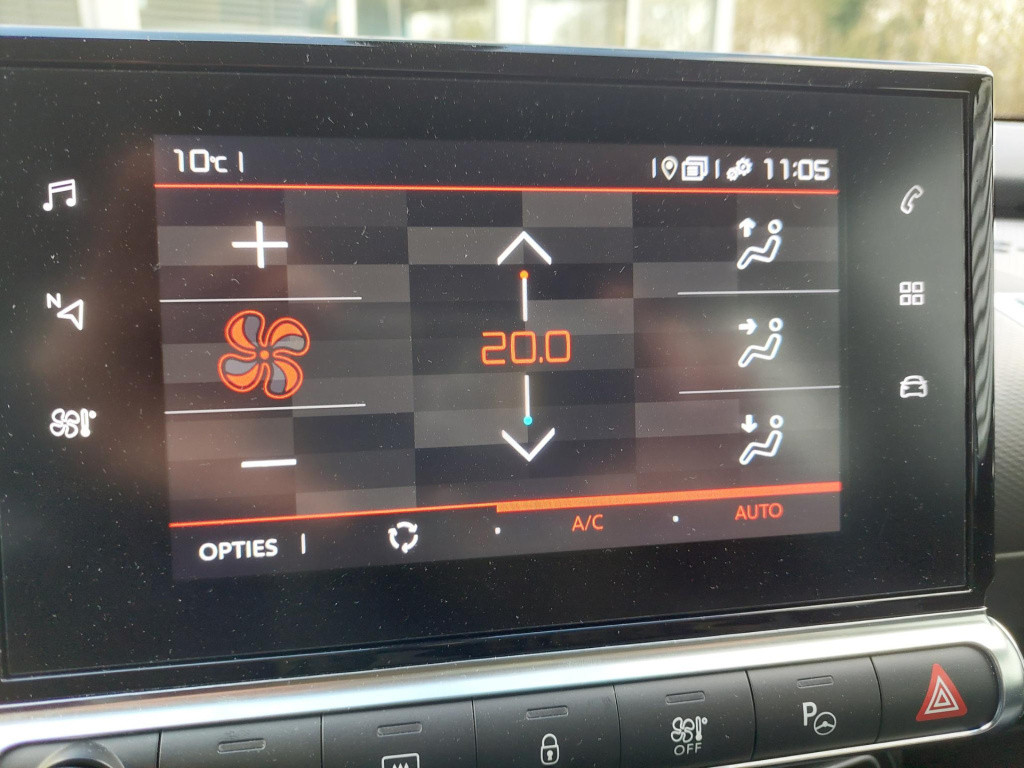 10°C
11:05
N
20.0
OPTIES
A/C
AUTO
OFF
P